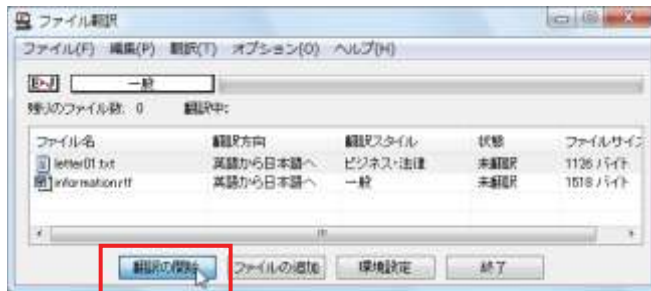 ファイル翻訳
ファイル(F) 編集(P) 翻訳(T) オプション(O) ヘルプ(H)
E>J 一般
残りのファイル数: 0 翻訳中:
ファイル名 翻訳方向 翻訳スタイル 状態 ファイルサイズ
letter01.txt 英語から日本語へ ビジネス・法律 未翻訳 1126 バイト
information.rtf 英語から日本語へ 一般 未翻訳 1518 バイト
翻訳の開始 ファイルの追加 環境設定 終了